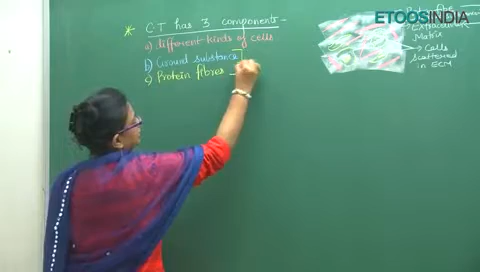 * C.T has 3 components -
a) Different kinds of cells
b) Ground substance
c) Protein fibres
ETOOSINDIA
Extracellular
Matrix
→ Cells
scattered
in ECM